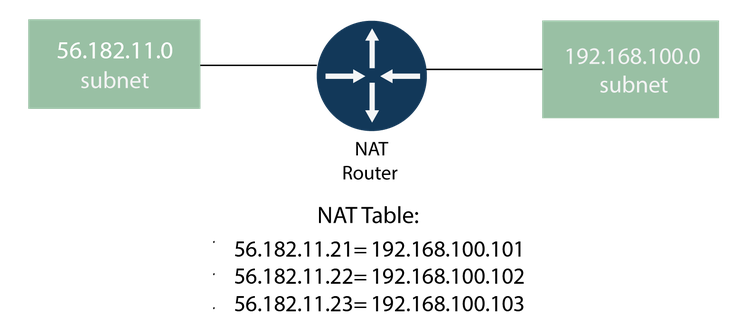 56.182.11.0
subnet
192.168.100.0
subnet
NAT
Router
NAT Table:
56.182.11.21= 192.168.100.101
56.182.11.22= 192.168.100.102
56.182.11.23= 192.168.100.103